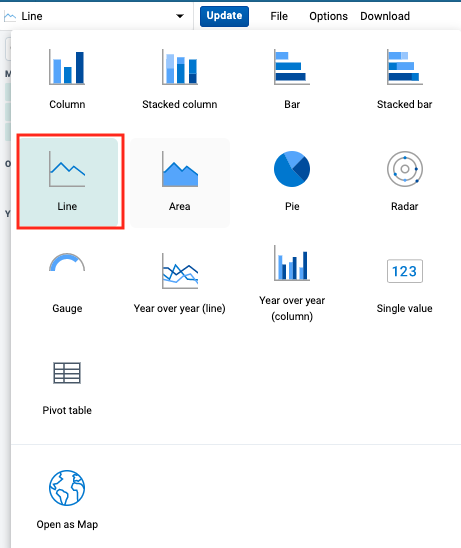 Line
Update
File
Options
Download
Column
Stacked column
Bar
Stacked bar
Line
Area
Pie
Radar
Gauge
Year over year (line)
Year over year
(column)
123
Single value
Pivot table
Open as Map